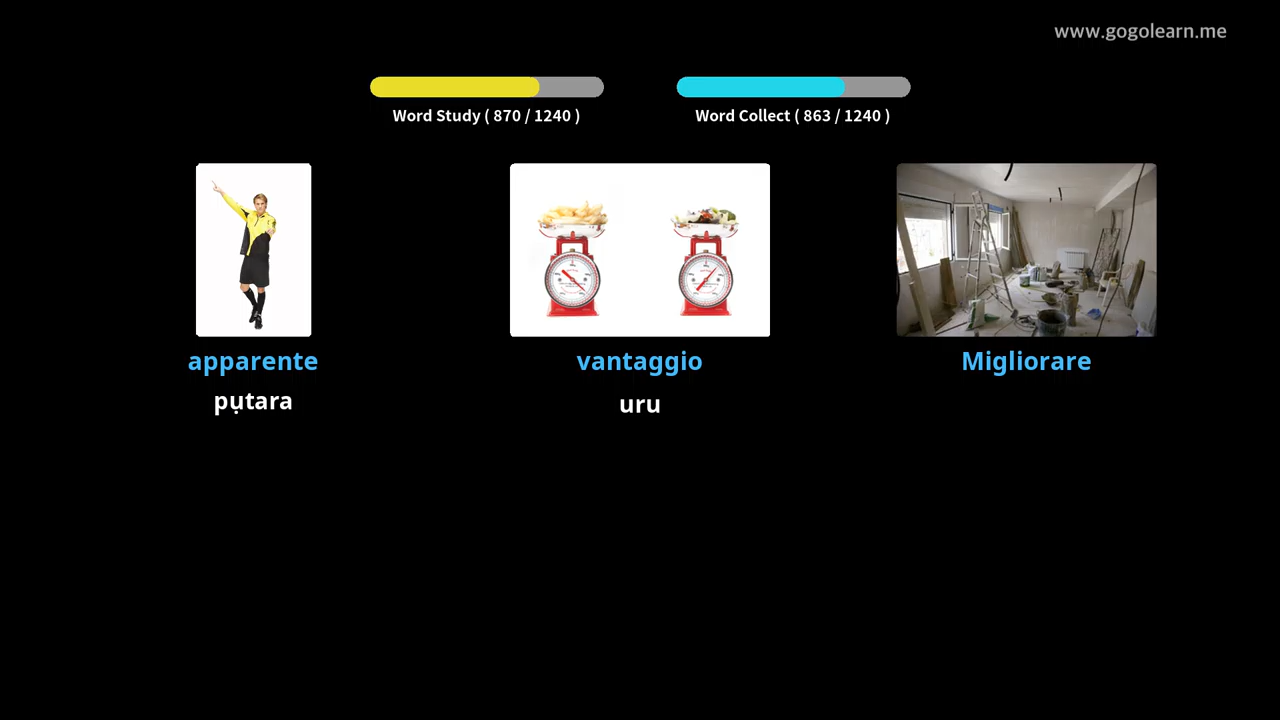 www.gogolearn.me
Word Study ( 870 / 1240 )
Word Collect ( 863 / 1240 )
apparente
vantaggio
Migliorare
pụtara
uru